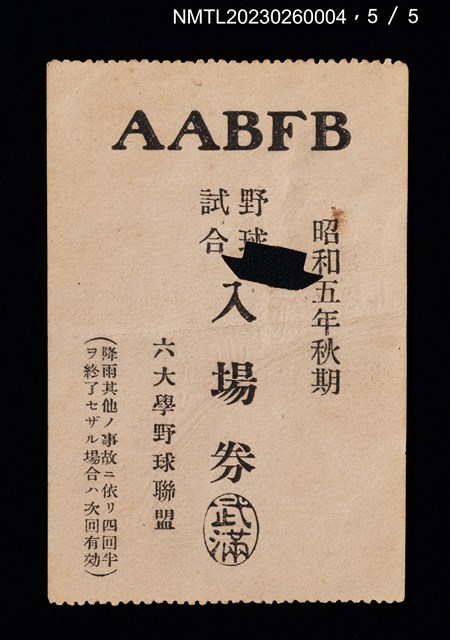 NMTL20230260004，5 / 5
AABFB
昭和五年秋期
野球
試合
入場券
武滿
六大學野球聯盟
(降雨其他ノ事故ニ依リ四回半
ヲ終了セザル場合ハ次回有効)